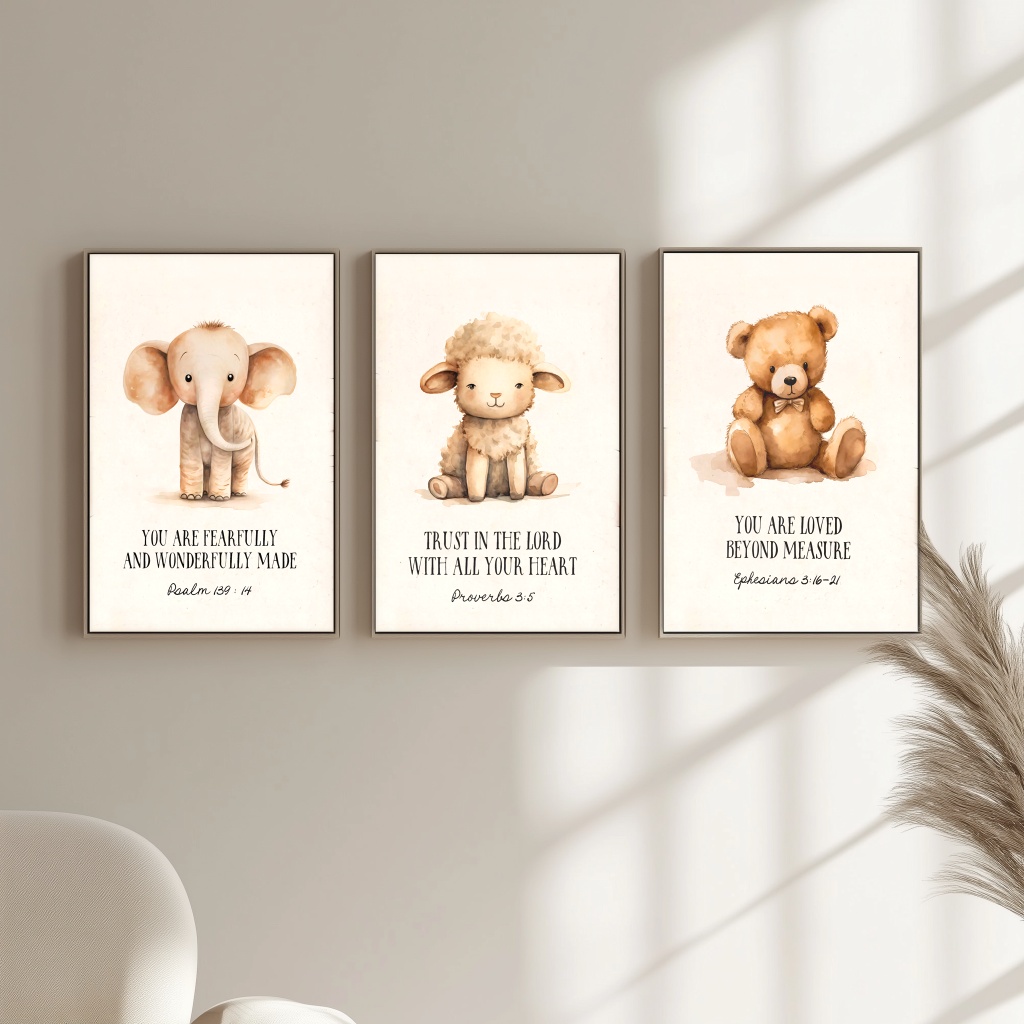 YOU ARE FEARFULLY
AND WONDERFULLY MADE
Psalm 139 : 14
TRUST IN THE LORD
WITH ALL YOUR HEART
Proverbs 3:5
YOU ARE LOVED
BEYOND MEASURE
Ephesians 3:16-21